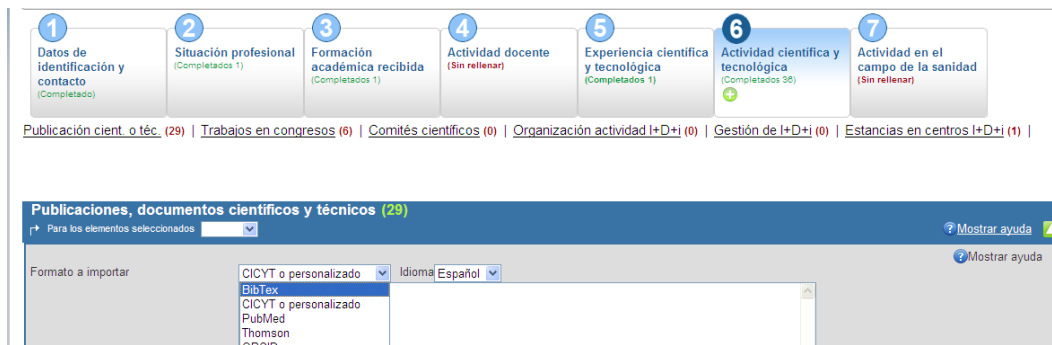 1
Datos de
identificación y
contacto
(Completado)
2
Situación profesional
(Completados 1)
3
Formación
académica recibida
(Completados 1)
4
Actividad docente
(Sin rellenar)
5
Experiencia científica
y tecnológica
(Completados 1)
6
Actividad científica y
tecnológica
(Completados 36)
7
Actividad en el
campo de la sanidad
(Sin rellenar)
Publicación cient. o téc. (29) | Trabajos en congresos (6) | Comités científicos (0) | Organización actividad I+D+i (0) | Gestión de I+D+i (0) | Estancias en centros I+D+i (1) |
Publicaciones, documentos científicos y técnicos (29)
Para los elementos seleccionados
Mostrar ayuda
Mostrar ayuda
Formato a importar CICYT o personalizado Idioma Español
BibTex
CICYT o personalizado
PubMed
Thomson